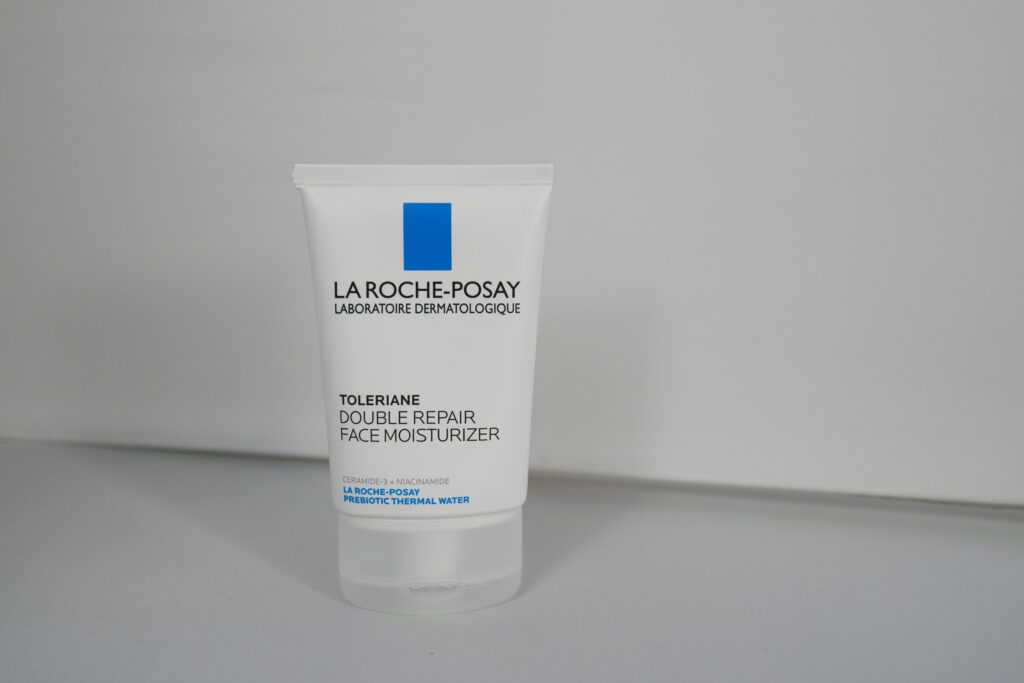 LA ROCHE-POSAY
LABORATOIRE DERMATOLOGIQUE
TOLERIANE
DOUBLE REPAIR
FACE MOISTURIZER
CERAMIDE-3 + NIACINAMIDE
LA ROCHE-POSAY
PREBIOTIC THERMAL WATER